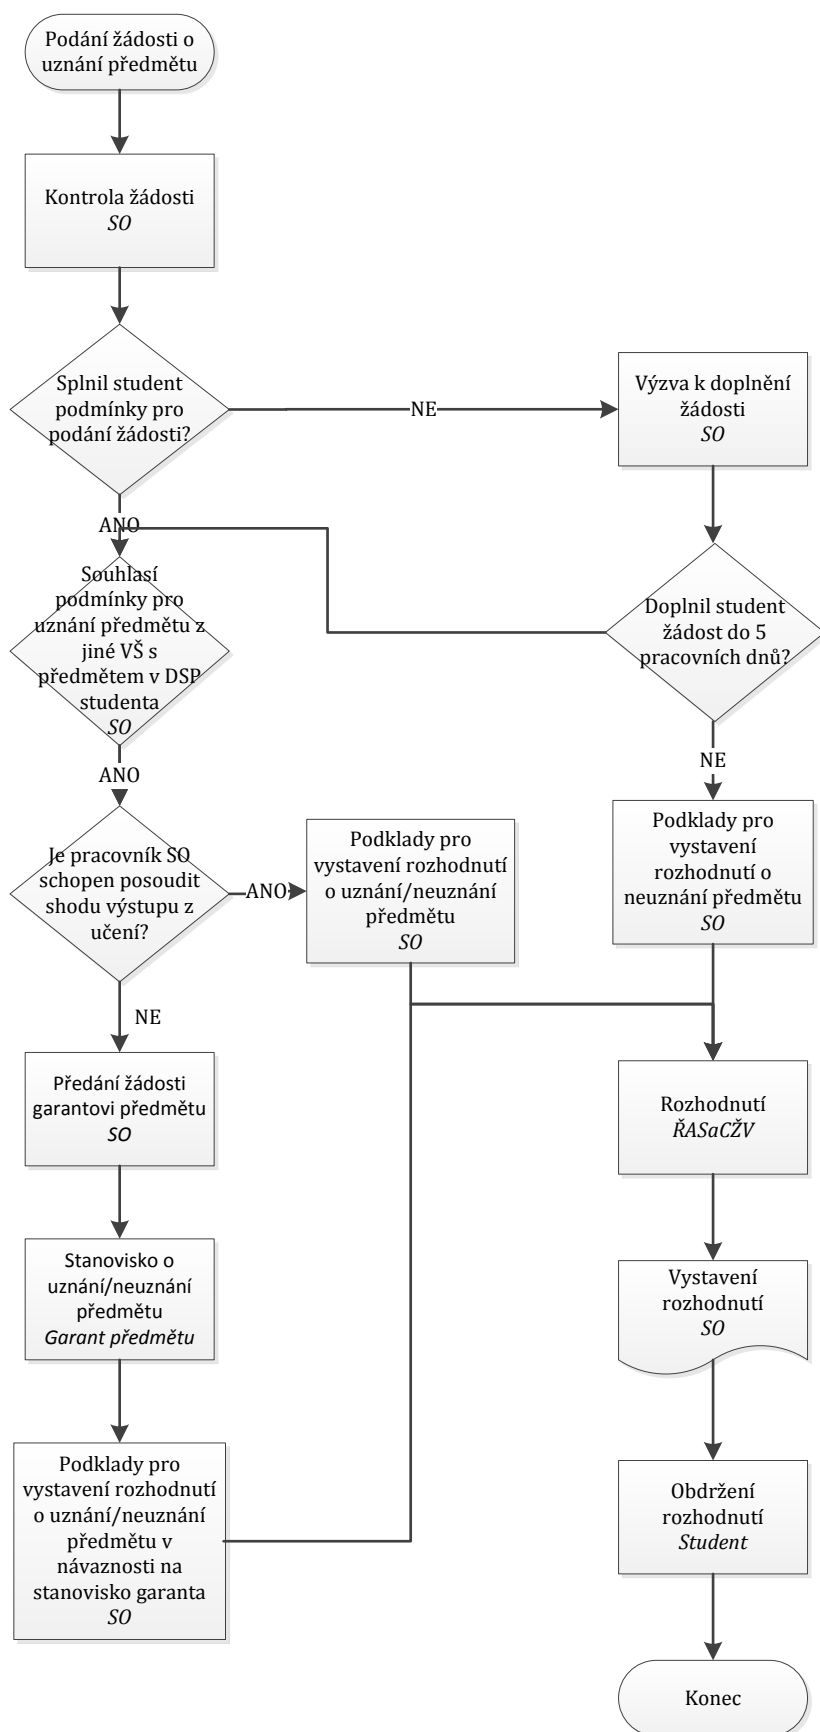 Podání žádosti o
uznání předmětu
Kontrola žádosti
SO
Splnil student
podmínky pro
podání žádosti?
NE
Výzva k doplnění
žádosti
SO
ANO
Souhlasí
podmínky pro
uznání předmětu z
jiné VŠ s
předmětem v DSP
studenta
SO
Doplnil student
žádost do 5
pracovních dnů?
ANO
NE
Je pracovník SO
schopen posoudit
shodu výstupu z
učení?
ANO
Podklady pro
vystavení rozhodnutí
o uznání/neuznání
předmětu
SO
Podklady pro
vystavení
rozhodnutí o
neuznání předmětu
SO
NE
Předání žádosti
garantovi předmětu
SO
Rozhodnutí
ŘASaCŽV
Stanovisko o
uznání/neuznání
předmětu
Garant předmětu
Vystavení
rozhodnutí
SO
Podklady pro
vystavení rozhodnutí
o uznání/neuznání
předmětu v
návaznosti na
stanovisko garanta
SO
Obdržení
rozhodnutí
Student
Konec